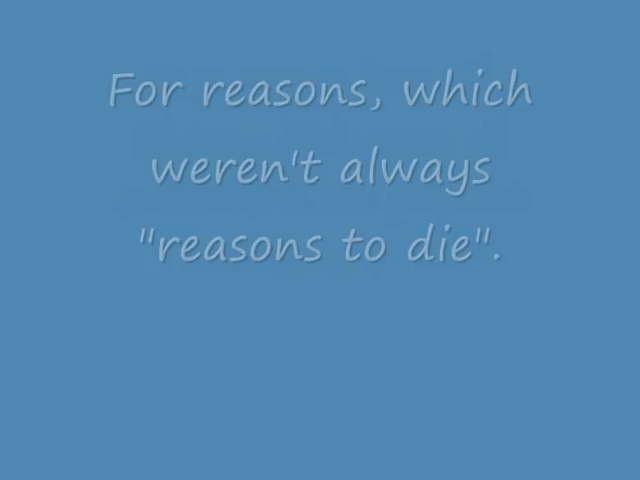 For reasons, which
weren't always
"reasons to die".